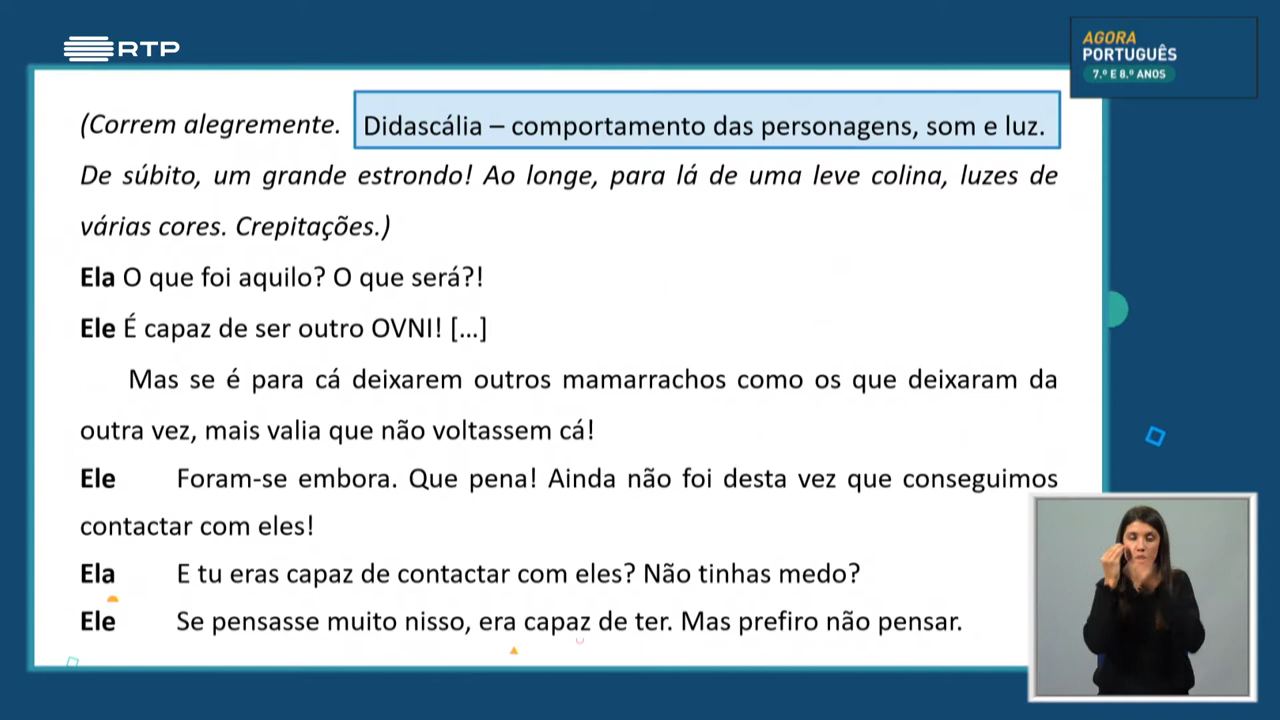 RTP
AGORA
PORTUGUÊS
7.º E 8.º ANOS
(Correm alegremente. Didascália – comportamento das personagens, som e luz.
De súbito, um grande estrondo! Ao longe, para lá de uma leve colina, luzes de
várias cores. Crepitações.)
Ela O que foi aquilo? O que será?!
Ele É capaz de ser outro OVNI! [...]
Mas se é para cá deixarem outros mamarrachos como os que deixaram da
outra vez, mais valia que não voltassem cá!
Ele Foram-se embora. Que pena! Ainda não foi desta vez que conseguimos
contactar com eles!
Ela E tu eras capaz de contactar com eles? Não tinhas medo?
Ele Se pensasse muito nisso, era capaz de ter. Mas prefiro não pensar.